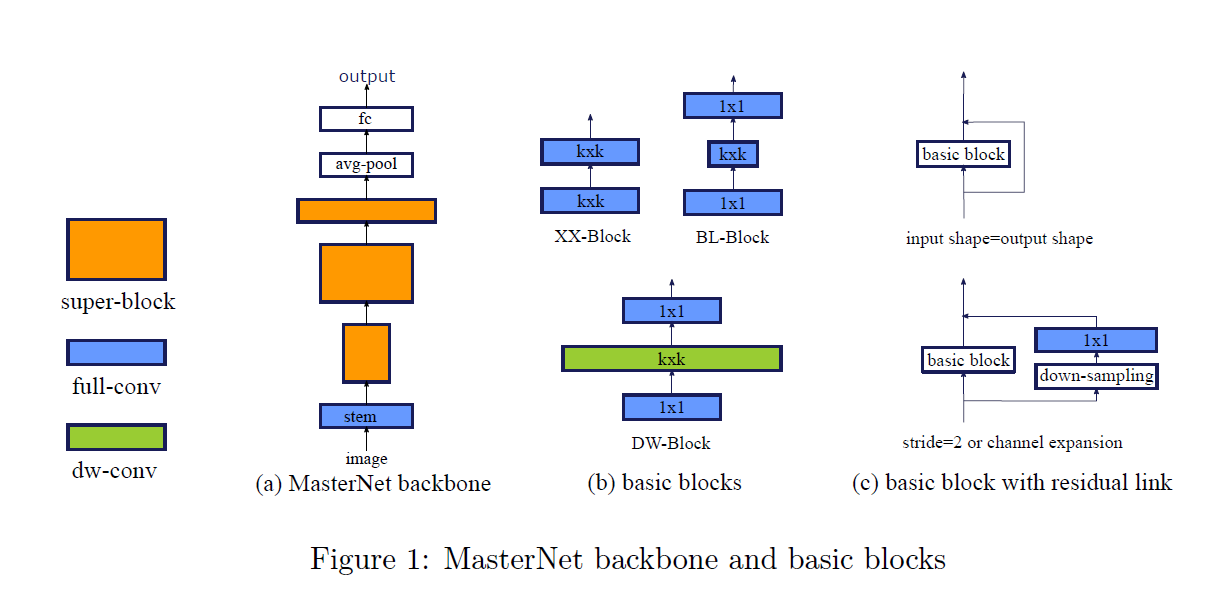 super-block
full-conv
dw-conv
output
fc
avg-pool
stem
image
(a) MasterNet backbone
kxk
kxk
XX-Block
1x1
kxk
1x1
BL-Block
1x1
kxk
1x1
DW-Block
(b) basic blocks
basic block
input shape=output shape
basic block
1x1
down-sampling
stride=2 or channel expansion
(c) basic block with residual link
Figure 1: MasterNet backbone and basic blocks